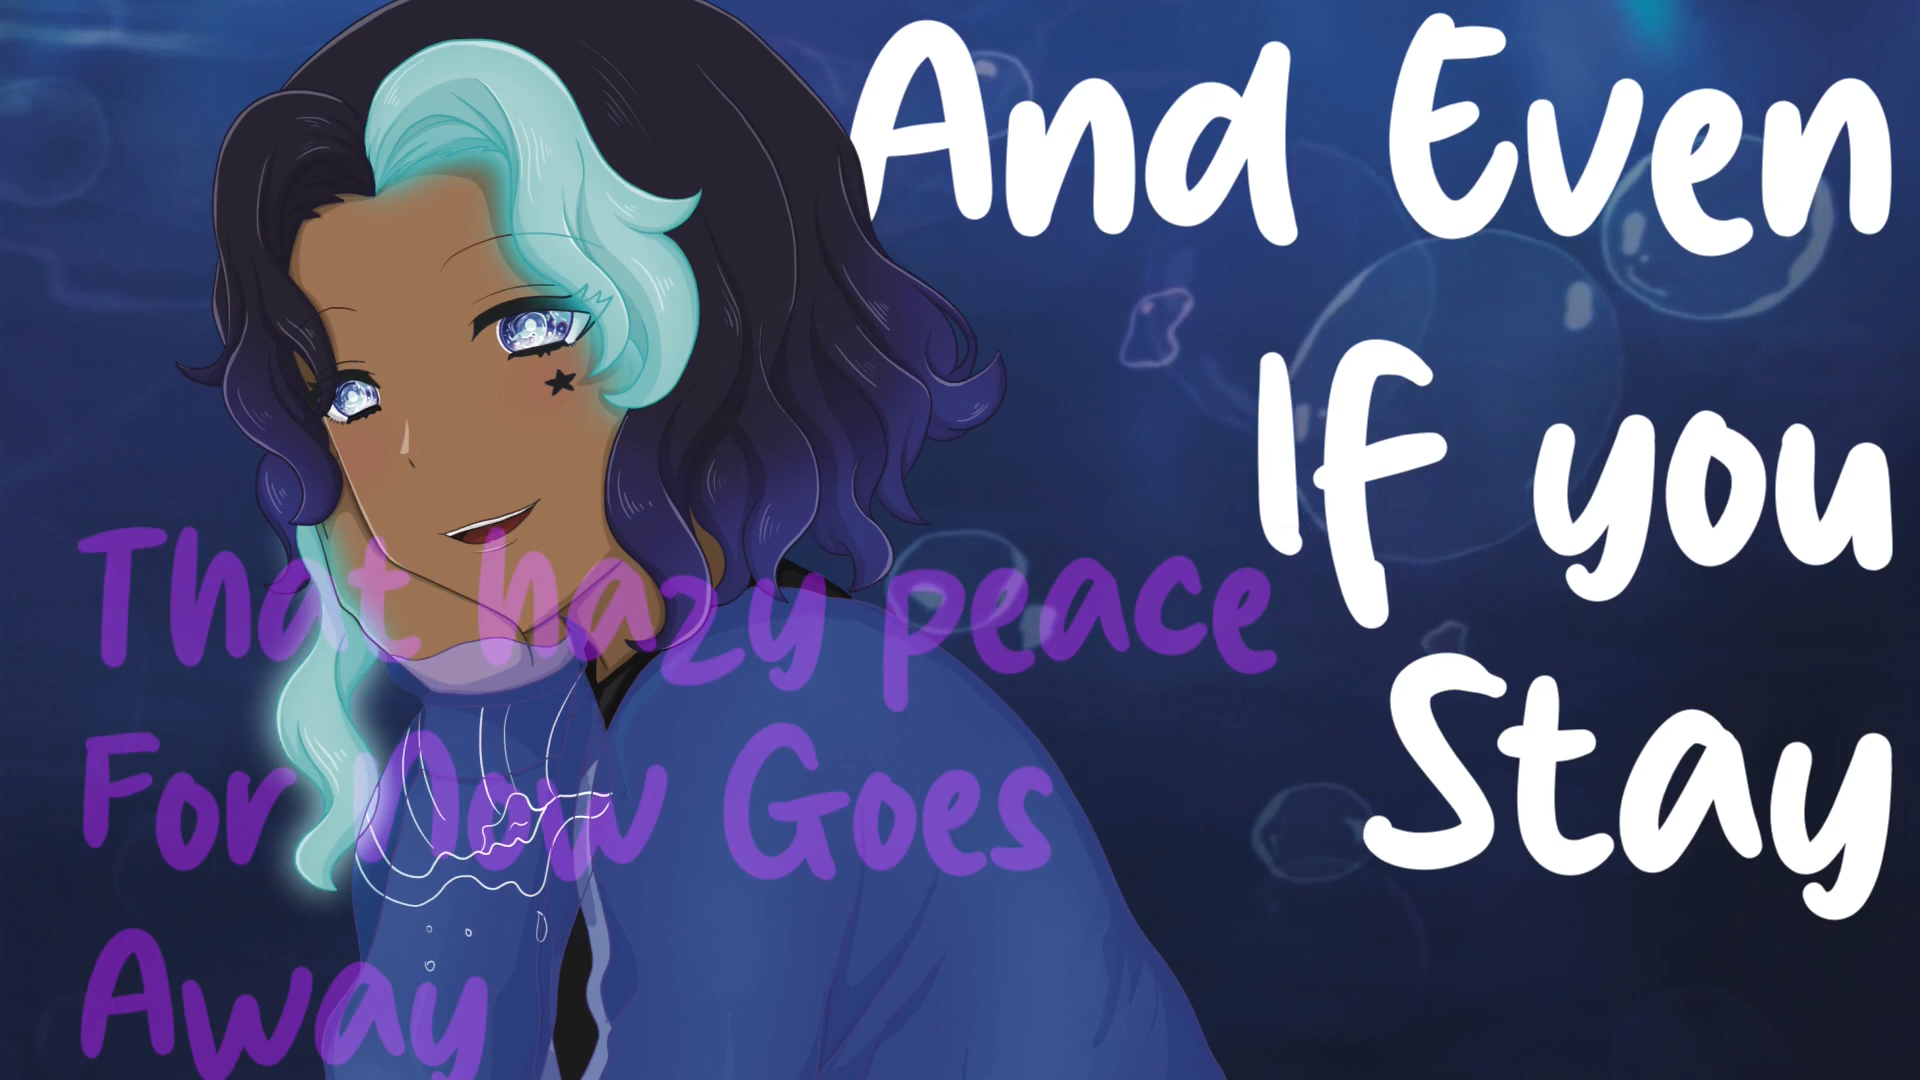 And Even
If you
Stay
That hazy peace
For Now Goes
Away